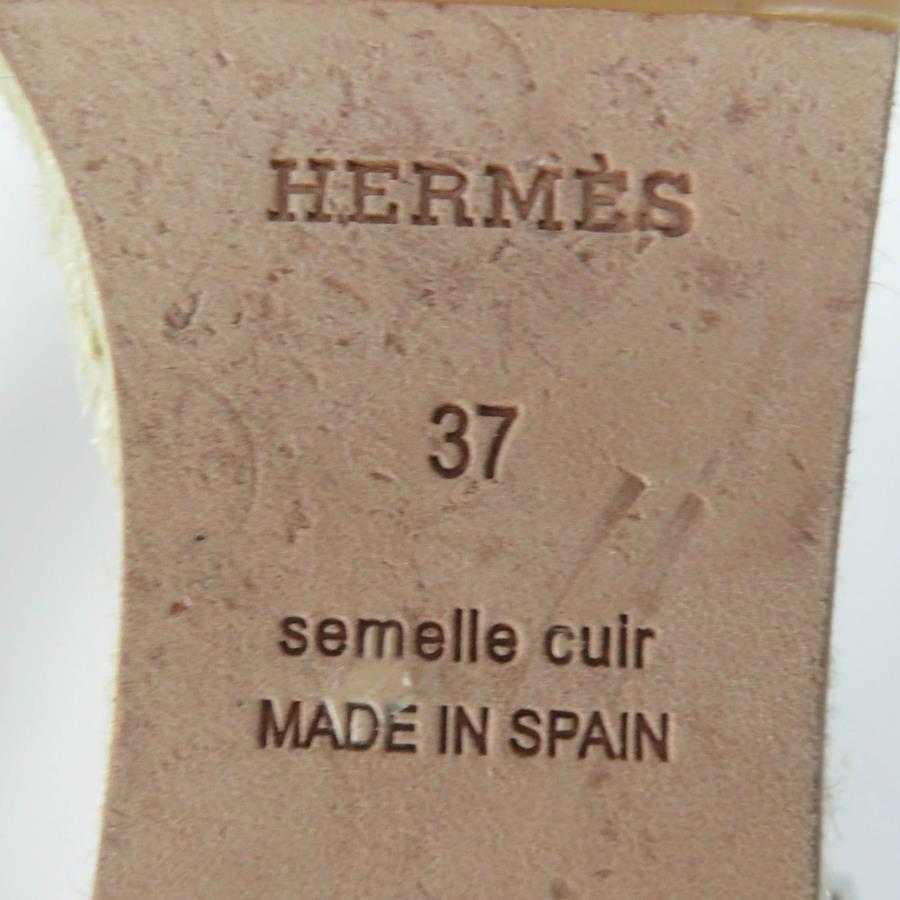 HERMÈS
37
semelle cuir
MADE IN SPAIN